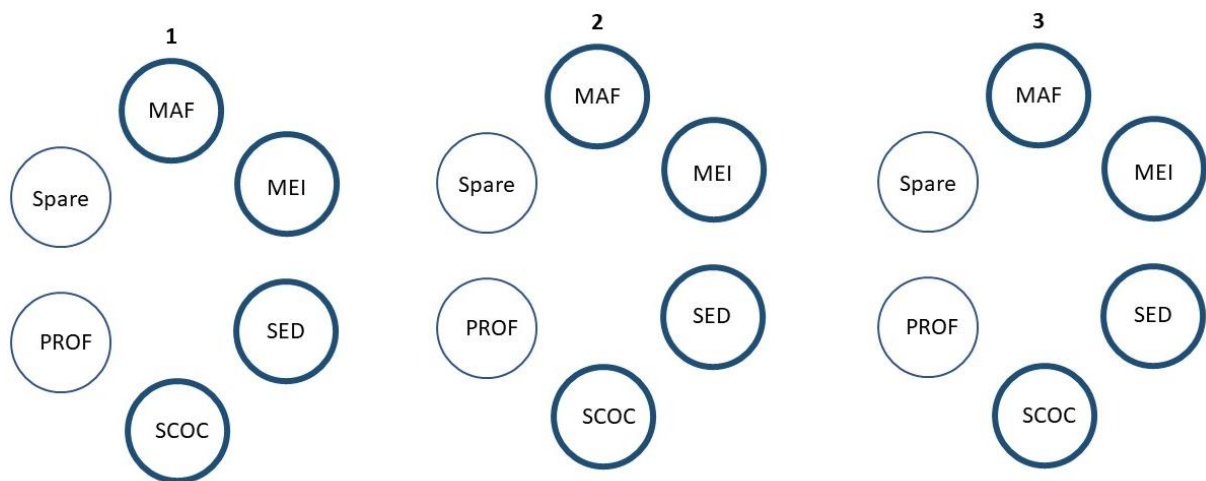 1
MAF
MEI
Spare
SED
PROF
SCOC
2
MAF
MEI
Spare
SED
PROF
SCOC
3
MAF
MEI
Spare
SED
PROF
SCOC